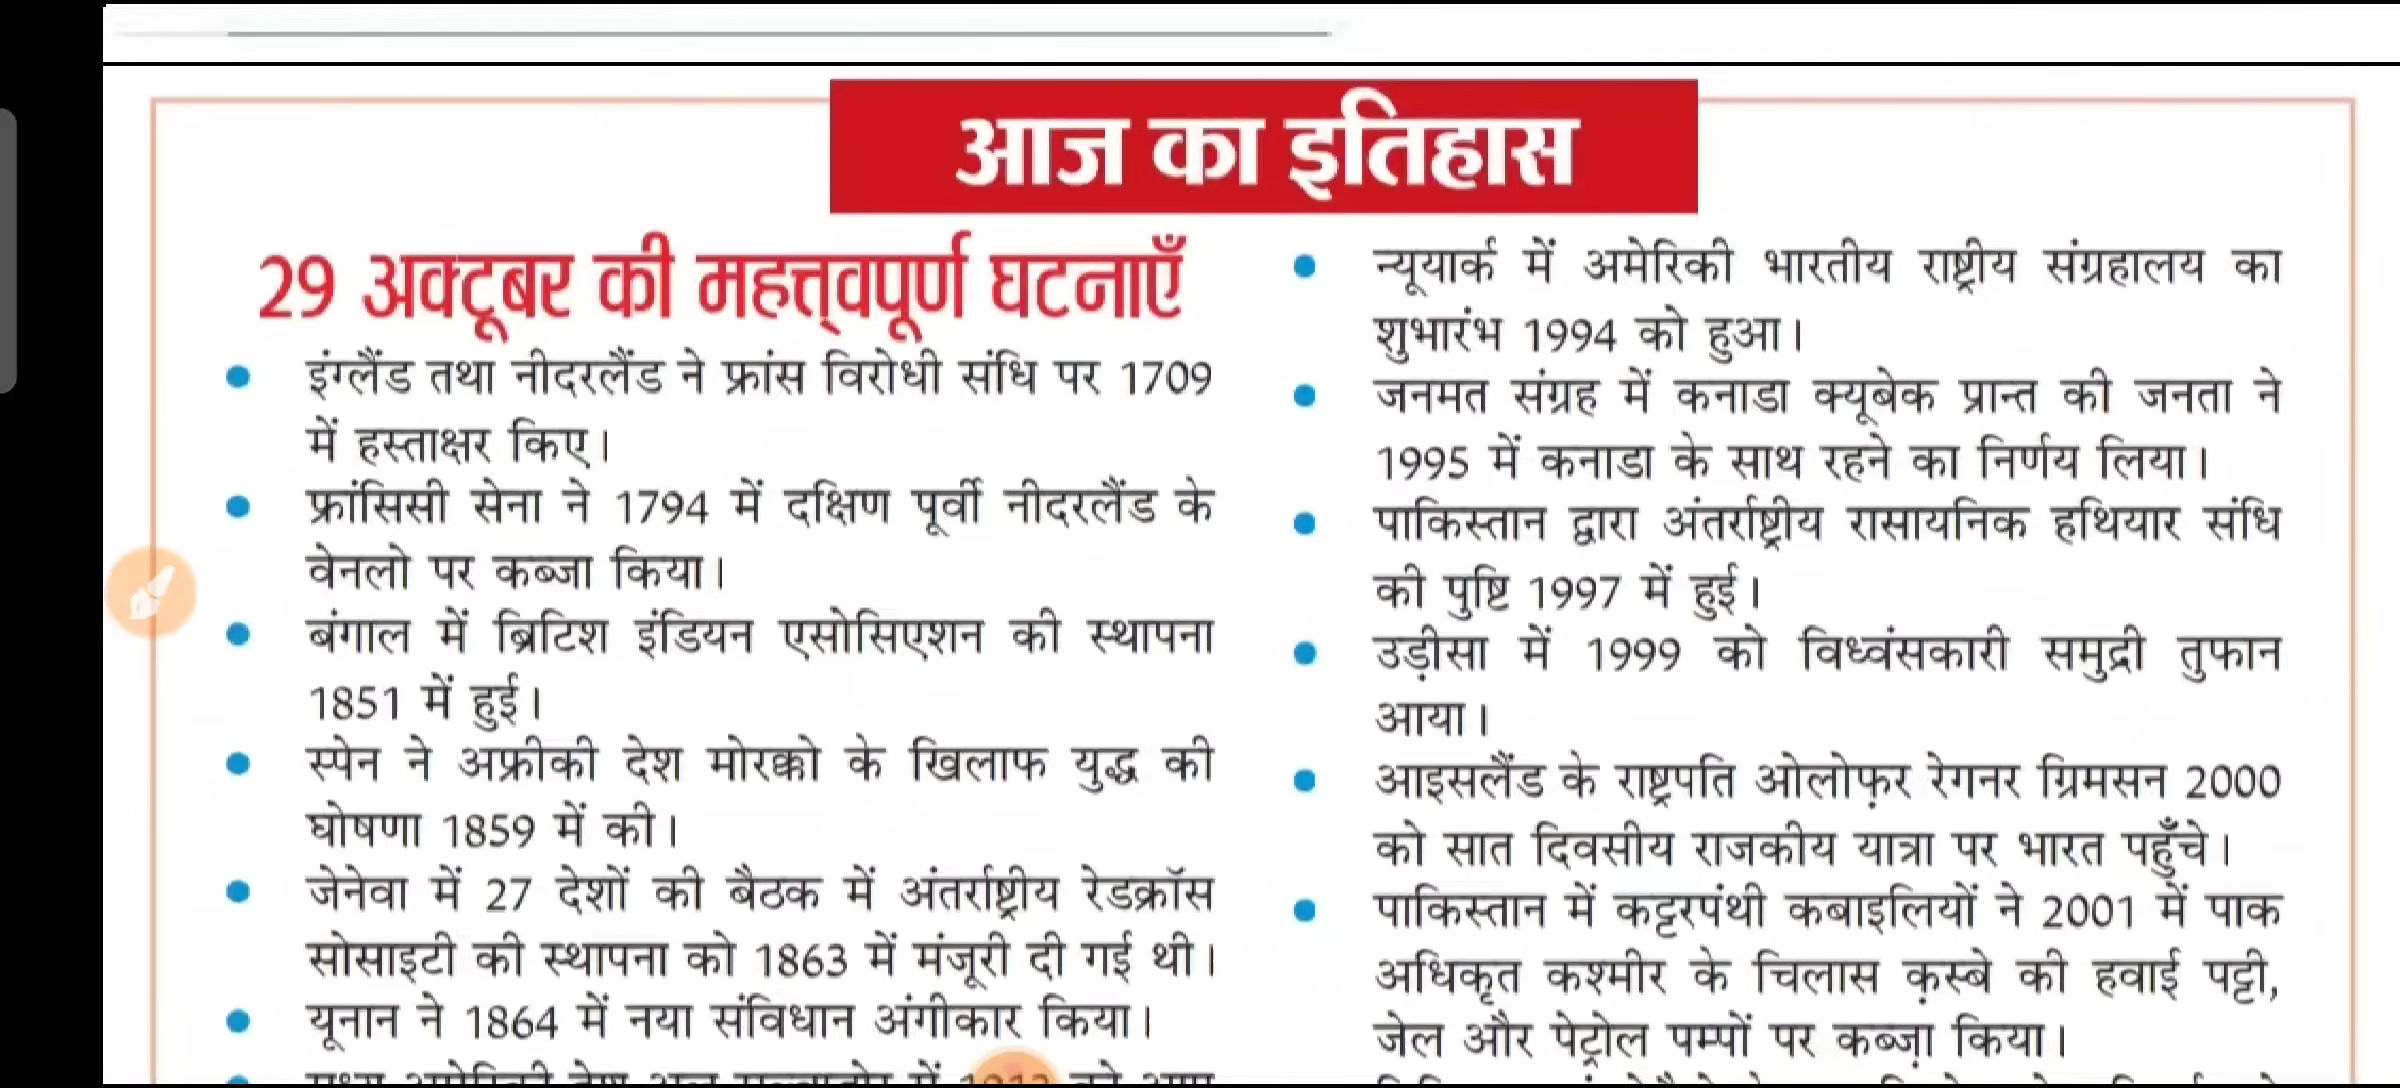 आज का इतिहास
29 अक्टूबर की महत्त्वपूर्ण घटनाएँ
इंग्लैंड तथा नीदरलैंड ने फ्रांस विरोधी संधि पर 1709
में हस्ताक्षर किए।
फ्रांसिसी सेना ने 1794 में दक्षिण पूर्वी नीदरलैंड के
वेनलो पर कब्जा किया।
बंगाल में ब्रिटिश इंडियन एसोसिएशन की स्थापना
1851 में हुई।
स्पेन ने अफ्रीकी देश मोरक्को के खिलाफ युद्ध की
घोषणा 1859 में की।
जेनेवा में 27 देशों की बैठक में अंतर्राष्ट्रीय रेडक्रॉस
सोसाइटी की स्थापना को 1863 में मंजूरी दी गई थी।
यूनान ने 1864 में नया संविधान अंगीकार किया।
न्यूयार्क में अमेरिकी भारतीय राष्ट्रीय संग्रहालय का
शुभारंभ 1994 को हुआ।
जनमत संग्रह में कनाडा क्यूबेक प्रान्त की जनता ने
1995 में कनाडा के साथ रहने का निर्णय लिया।
पाकिस्तान द्वारा अंतर्राष्ट्रीय रासायनिक हथियार संधि
की पुष्टि 1997 में हुई।
उड़ीसा में 1999 को विध्वंसकारी समुद्री तुफान
आया।
आइसलैंड के राष्ट्रपति ओलोफ़र रेगनर ग्रिमसन 2000
को सात दिवसीय राजकीय यात्रा पर भारत पहुँचे।
पाकिस्तान में कट्टरपंथी कबाइलियों ने 2001 में पाक
अधिकृत कश्मीर के चिलास क़स्बे की हवाई पट्टी,
जेल और पेट्रोल पम्पों पर कब्ज़ा किया।